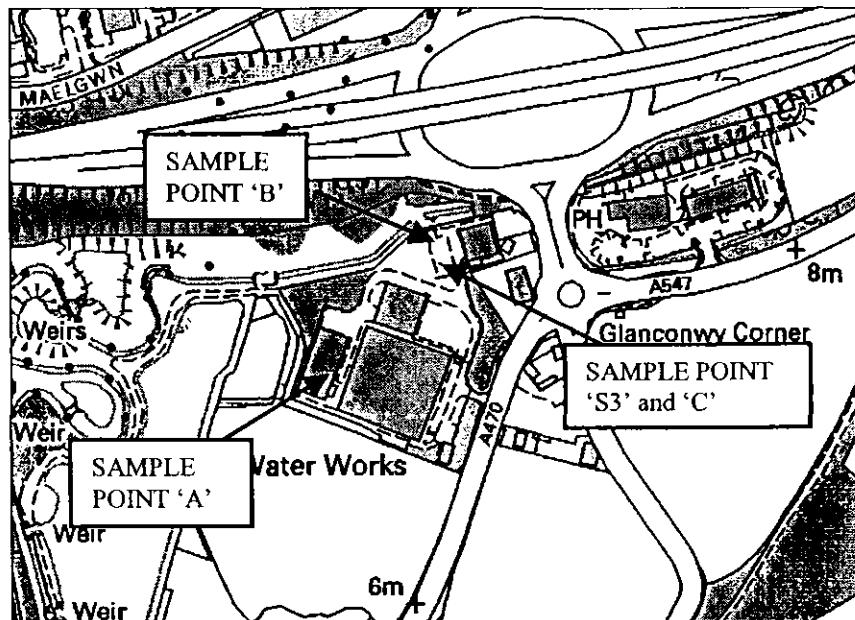 MAELGWN
SAMPLE
POINT 'B'
PH
8m
A547
Weirs
Glanconwy Corner
SAMPLE POINT
'S3' and 'C'
Weir
A470
SAMPLE
POINT 'A'
Water Works
Weir
6m
Weir